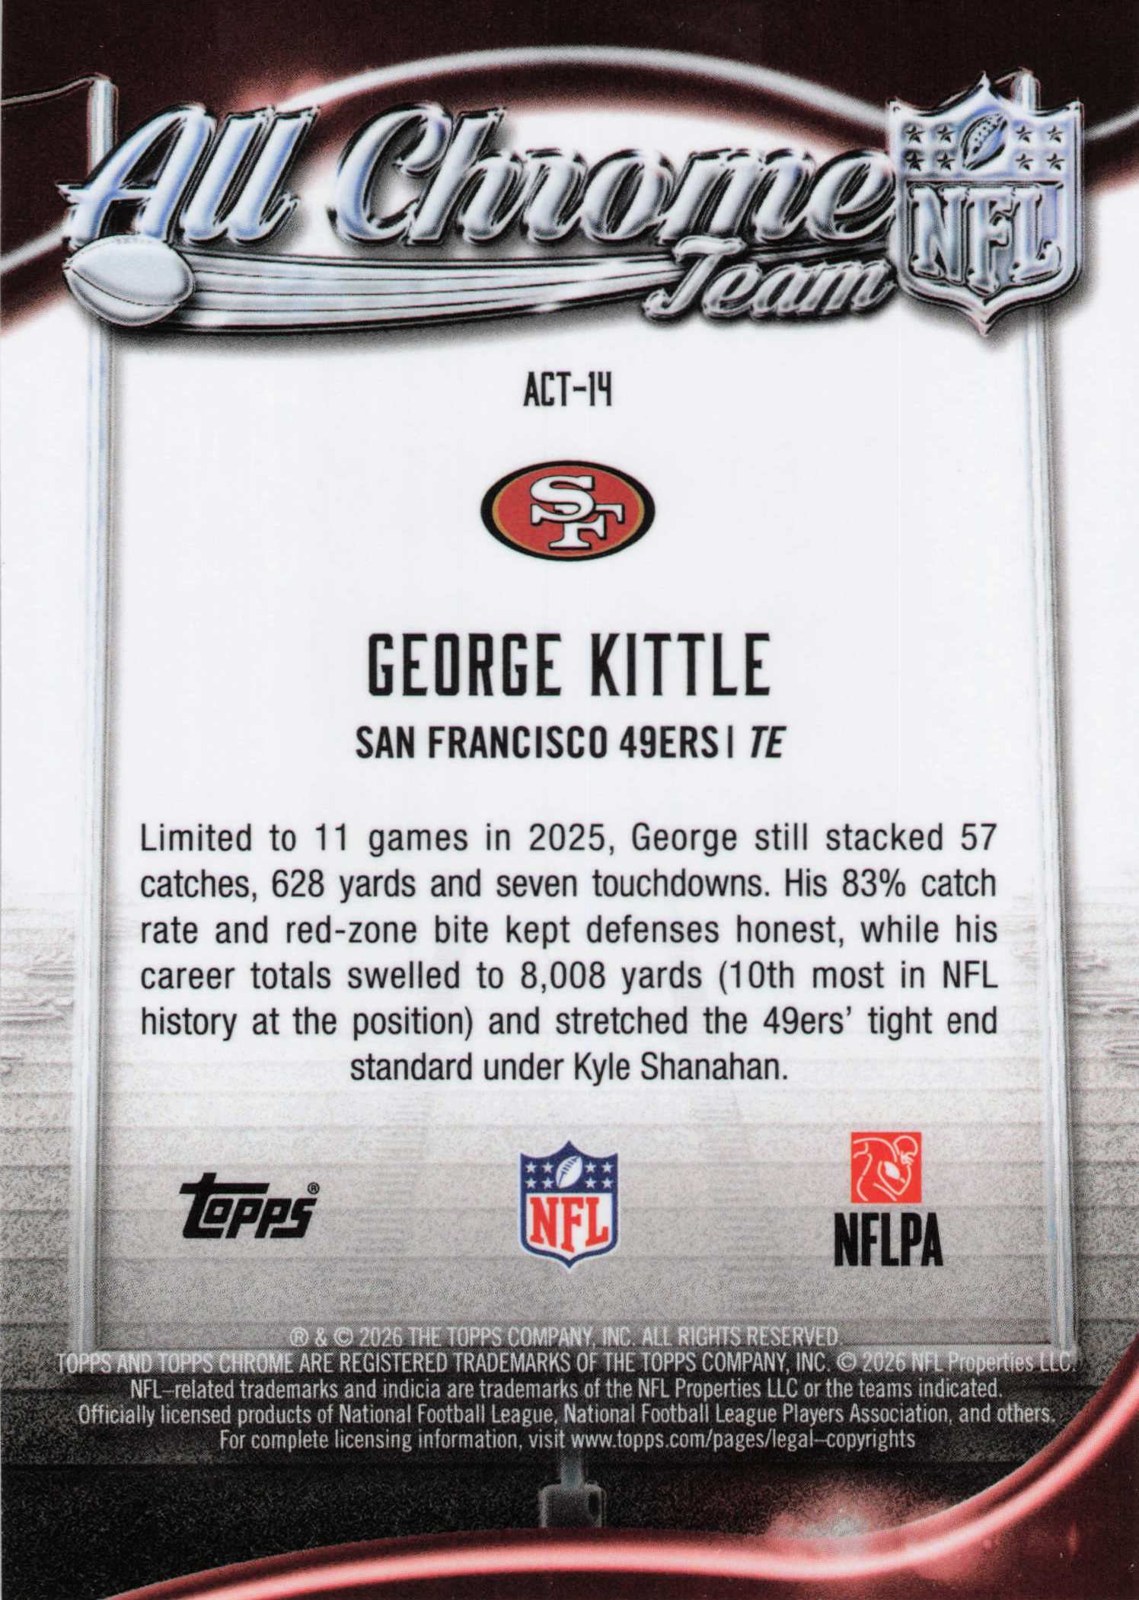 All Chrome
Team
NFL
ACT-14
SF
GEORGE KITTLE
SAN FRANCISCO 49ERS | TE
Limited to 11 games in 2025, George still stacked 57
catches, 628 yards and seven touchdowns. His 83% catch
rate and red-zone bite kept defenses honest, while his
career totals swelled to 8,008 yards (10th most in NFL
history at the position) and stretched the 49ers’ tight end
standard under Kyle Shanahan.
topps®
NFL
NFLPA
® & © 2026 THE TOPPS COMPANY, INC. ALL RIGHTS RESERVED.
TOPPS AND TOPPS CHROME ARE REGISTERED TRADEMARKS OF THE TOPPS COMPANY, INC. © 2026 NFL Properties LLC.
NFL–related trademarks and indicia are trademarks of the NFL Properties LLC or the teams indicated.
Officially licensed products of National Football League, National Football League Players Association, and others.
For complete licensing information, visit www.topps.com/pages/legal–copyrights